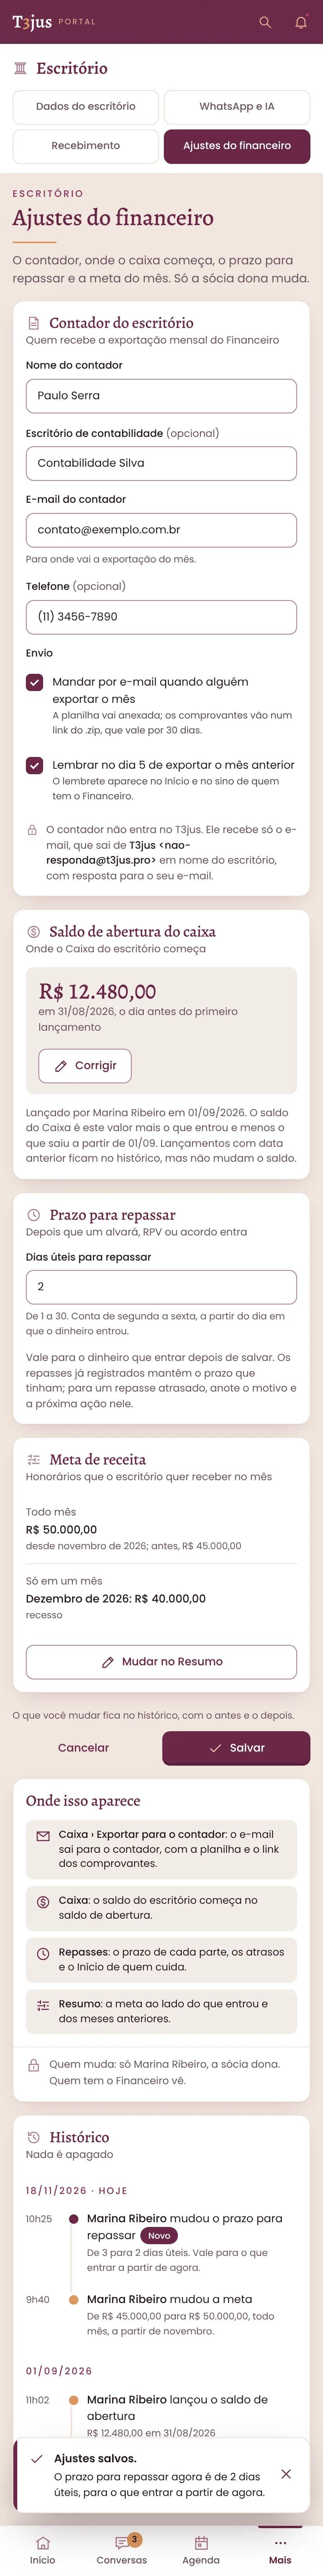 T3jus PORTAL
Escritório
Dados do escritório
WhatsApp e IA
Recebimento
Ajustes do financeiro
ESCRITÓRIO
Ajustes do financeiro
O contador, onde o caixa começa, o prazo para
repassar e a meta do mês. Só a sócia dona muda.
Contador do escritório
Quem recebe a exportação mensal do Financeiro
Nome do contador
Paulo Serra
Escritório de contabilidade (opcional)
Contabilidade Silva
E-mail do contador
contato@exemplo.com.br
Para onde vai a exportação do mês.
Telefone (opcional)
(11) 3456-7890
Envio
Mandar por e-mail quando alguém
exportar o mês
A planilha vai anexada; os comprovantes vão num
link do .zip, que vale por 30 dias.
Lembrar no dia 5 de exportar o mês anterior
O lembrete aparece no Início e no sino de quem
tem o Financeiro.
O contador não entra no T3jus. Ele recebe só o e-
mail, que sai de T3jus <nao-
responda@t3jus.pro> em nome do escritório,
com resposta para o seu e-mail.
Saldo de abertura do caixa
Onde o Caixa do escritório começa
R$ 12.480,00
em 31/08/2026, o dia antes do primeiro
lançamento
Corrigir
Lançado por Marina Ribeiro em 01/09/2026. O saldo
do Caixa é este valor mais o que entrou e menos o
que saiu a partir de 01/09. Lançamentos com data
anterior ficam no histórico, mas não mudam o saldo.
Prazo para repassar
Depois que um alvará, RPV ou acordo entra
Dias úteis para repassar
2
De 1 a 30. Conta de segunda a sexta, a partir do dia em
que o dinheiro entrou.
Vale para o dinheiro que entrar depois de salvar. Os
repasses já registrados mantêm o prazo que
tinham; para um repasse atrasado, anote o motivo e
a próxima ação nele.
Meta de receita
Honorários que o escritório quer receber no mês
Todo mês
R$ 50.000,00
desde novembro de 2026; antes, R$ 45.000,00
Só em um mês
Dezembro de 2026: R$ 40.000,00
recesso
Mudar no Resumo
O que você mudar fica no histórico, com o antes e o depois.
Cancelar
Salvar
Onde isso aparece
Caixa › Exportar para o contador: o e-mail
sai para o contador, com a planilha e o link
dos comprovantes.
Caixa: o saldo do escritório começa no
saldo de abertura.
Repasses: o prazo de cada parte, os atrasos
e o Início de quem cuida.
Resumo: a meta ao lado do que entrou e
dos meses anteriores.
Quem muda: só Marina Ribeiro, a sócia dona.
Quem tem o Financeiro vê.
Histórico
Nada é apagado
18/11/2026 · HOJE
10h25
Marina Ribeiro mudou o prazo para
repassar Novo
De 3 para 2 dias úteis. Vale para o que
entrar a partir de agora.
9h40
Marina Ribeiro mudou a meta
De R$ 45.000,00 para R$ 50.000,00, todo
mês, a partir de novembro.
01/09/2026
11h02
Marina Ribeiro lançou o saldo de
abertura
R$ 12.480,00 em 31/08/2026
Ajustes salvos.
O prazo para repassar agora é de 2 dias
úteis, para o que entrar a partir de agora.
3
Início
Conversas
Agenda
Mais